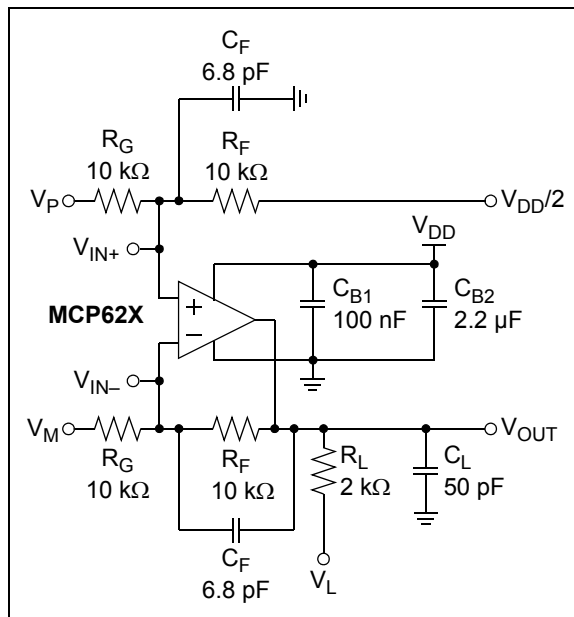 C_F
6.8 pF
R_G
10 kΩ
R_F
10 kΩ
V_P
V_DD/2
V_IN+
V_DD
MCP62X
+
−
C_B1
100 nF
C_B2
2.2 µF
V_IN–
V_M
V_OUT
R_G
10 kΩ
R_F
10 kΩ
R_L
2 kΩ
C_L
50 pF
C_F
6.8 pF
V_L